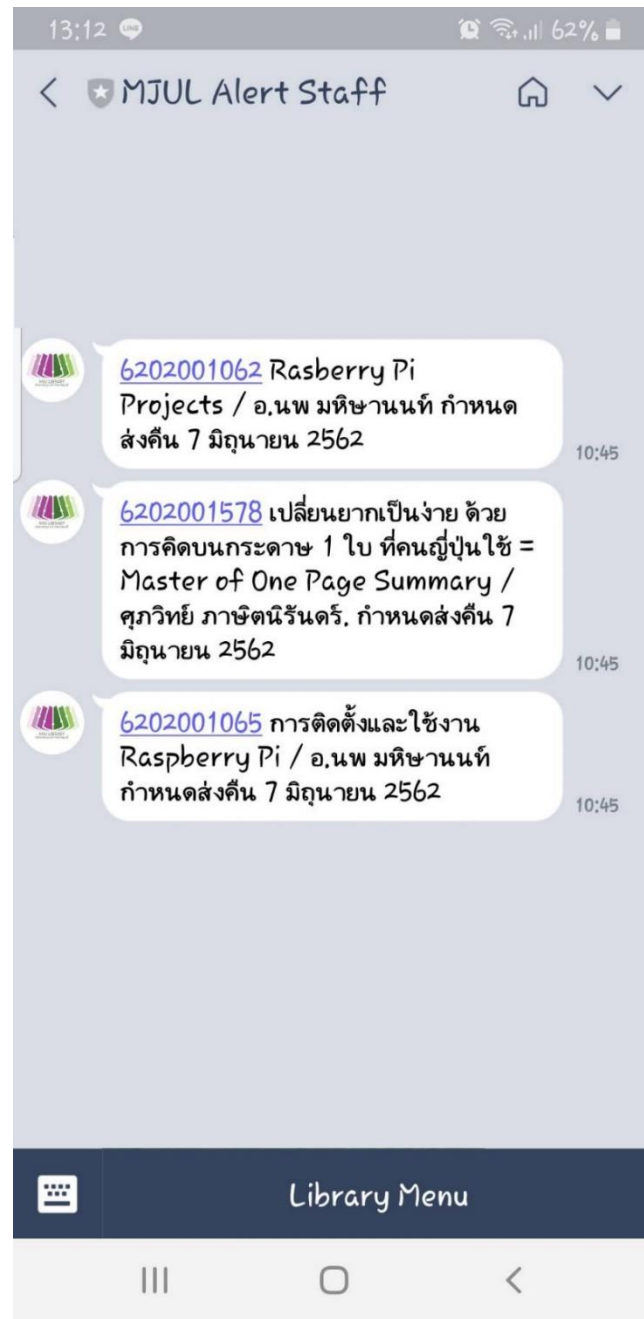 13:12
62%
MJUL Alert Staff
6202001062 Rasberry Pi
Projects / อ.นพ มหิษานนท์ กำหนด
ส่งคืน 7 มิถุนายน 2562
10:45
6202001578 เปลี่ยนยากเป็นง่าย ด้วย
การคิดบนกระดาษ 1 ใบ ที่คนญี่ปุ่นใช้ =
Master of One Page Summary /
ศุภวิทย์ ภาษิตนิรันดร์. กำหนดส่งคืน 7
มิถุนายน 2562
10:45
6202001065 การติดตั้งและใช้งาน
Raspberry Pi / อ.นพ มหิษานนท์
กำหนดส่งคืน 7 มิถุนายน 2562
10:45
Library Menu